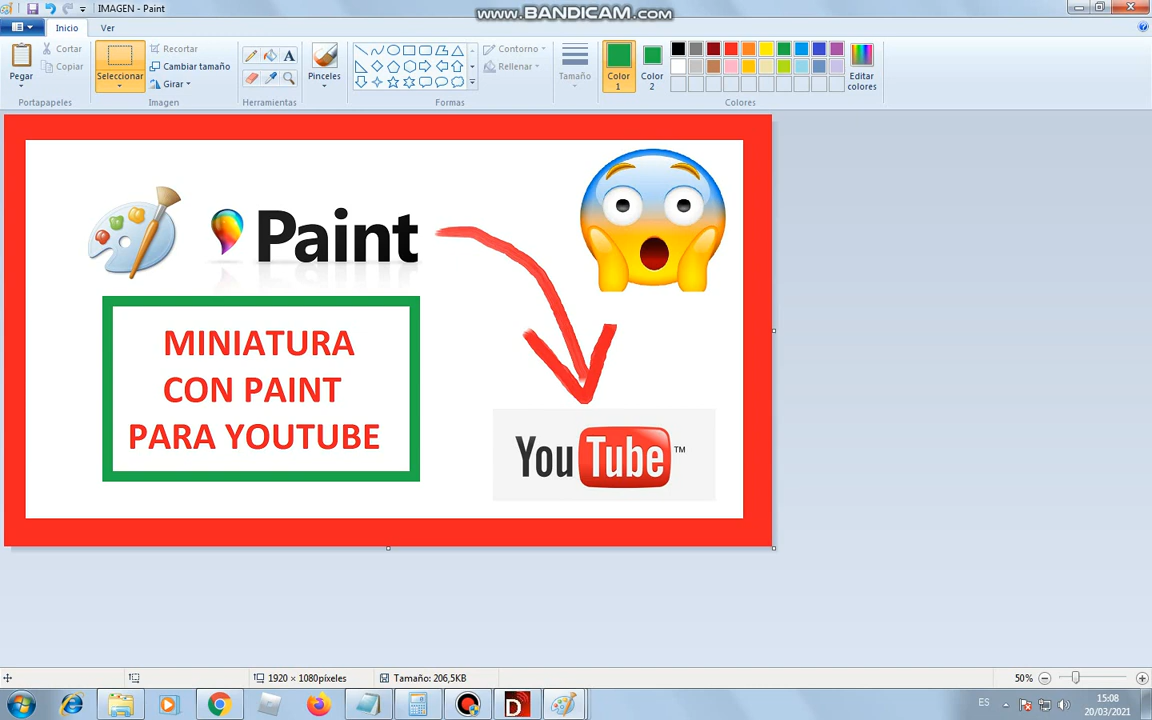 IMAGEN - Paint
www.BANDICAM.com
Inicio
Ver
Pegar
Cortar
Copiar
Portapapeles
Seleccionar
Recortar
Cambiar tamaño
Girar
Imagen
A
Herramientas
Pinceles
Contorno
Rellenar
Formas
Tamaño
Color
1
Color
2
Editar
colores
Colores
Paint
MINIATURA
CON PAINT
PARA YOUTUBE
YouTube™
1920 × 1080píxeles
Tamaño: 206,5KB
50%
ES
15:08
20/03/2021